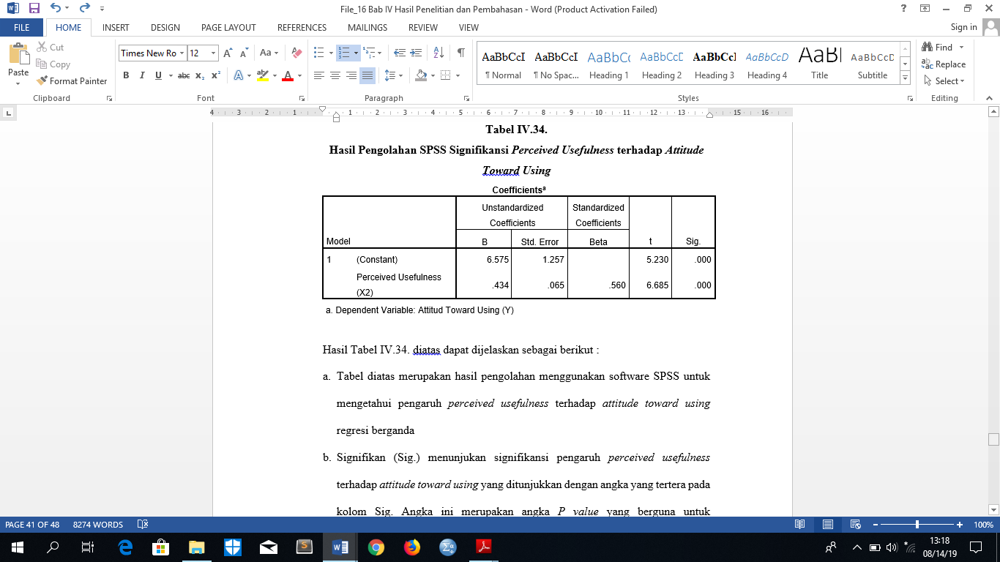 File_16 Bab IV Hasil Penelitian dan Pembahasan - Word (Product Activation Failed)
FILE HOME INSERT DESIGN PAGE LAYOUT REFERENCES MAILINGS REVIEW VIEW Sign in
Paste
Cut
Copy
Format Painter
Clipboard
Times New Ro 12
Font
Paragraph
AaBbCcI AaBbCcI AaBbC AaBbCcE AaBbCcI AaBbCcD AaBl AaBbCcD
¶ Normal ¶ No Spac... Heading 1 Heading 2 Heading 3 Heading 4 Title Subtitle
Styles
Find
Replace
Select
Editing
4 3 2 1 1 2 3 4 5 6 7 8 9 10 11 12 13 15 16
Tabel IV.34.
Hasil Pengolahan SPSS Signifikansi Perceived Usefulness terhadap Attitude
Toward Using
Coefficientsa
Model Unstandardized Coefficients Standardized Coefficients t Sig.
B Std. Error Beta
1 (Constant) 6.575 1.257 5.230 .000
Perceived Usefulness (X2) .434 .065 .560 6.685 .000
a. Dependent Variable: Attitud Toward Using (Y)
Hasil Tabel IV.34. diatas dapat dijelaskan sebagai berikut :
a. Tabel diatas merupakan hasil pengolahan menggunakan software SPSS untuk
mengetahui pengaruh perceived usefulness terhadap attitude toward using
regresi berganda
b. Signifikan (Sig.) menunjukan signifikansi pengaruh perceived usefulness
terhadap attitude toward using yang ditunjukkan dengan angka yang tertera pada
kolom Sig. Angka ini merupakan angka P value yang berguna untuk
PAGE 41 OF 48 8274 WORDS 100%
13:18
08/14/19